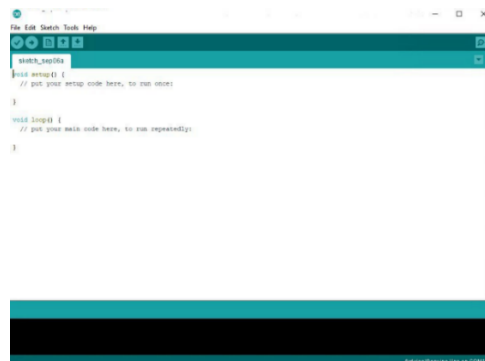 File Edit Sketch Tools Help
sketch_sep06a
void setup() {
// put your setup code here, to run once:
}
void loop() {
// put your main code here, to run repeatedly:
}